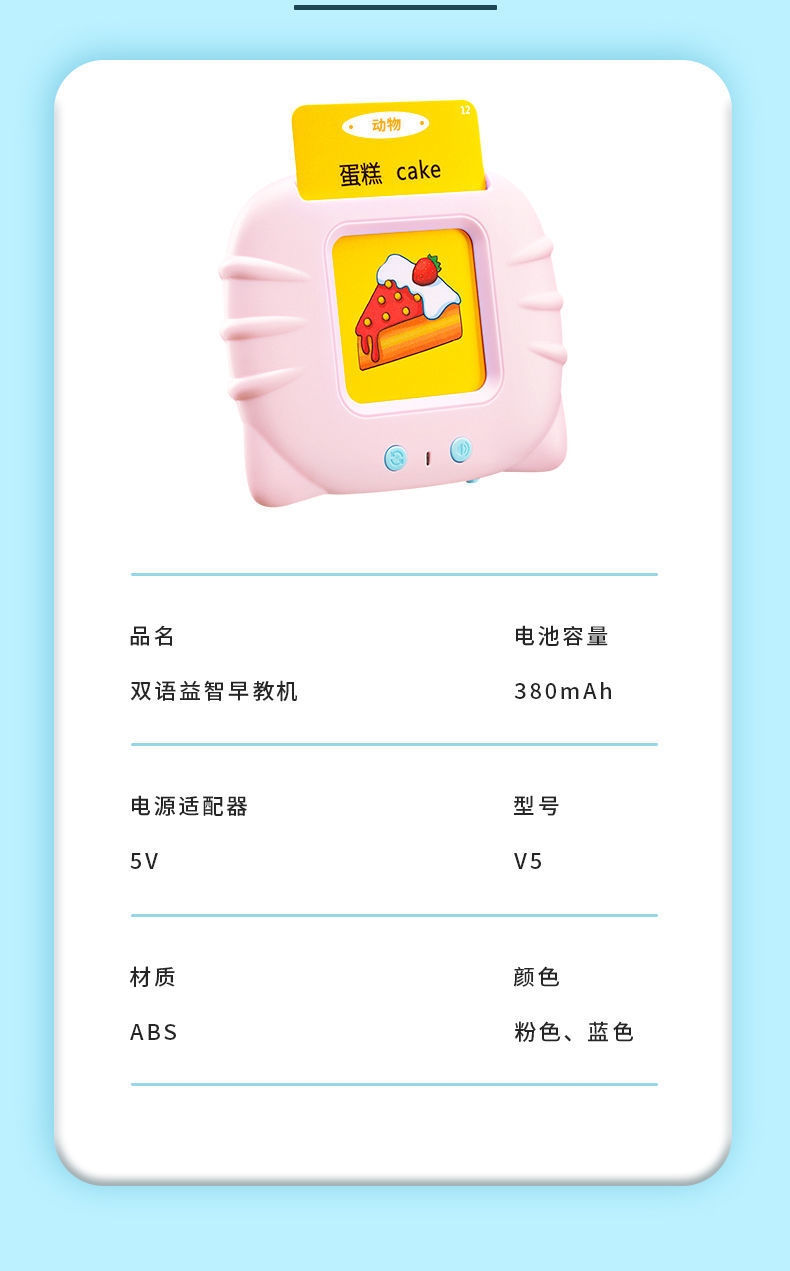 12
动物
蛋糕 cake
品名
电池容量
双语益智早教机
380mAh
电源适配器
型号
5V
V5
材质
颜色
ABS
粉色、蓝色